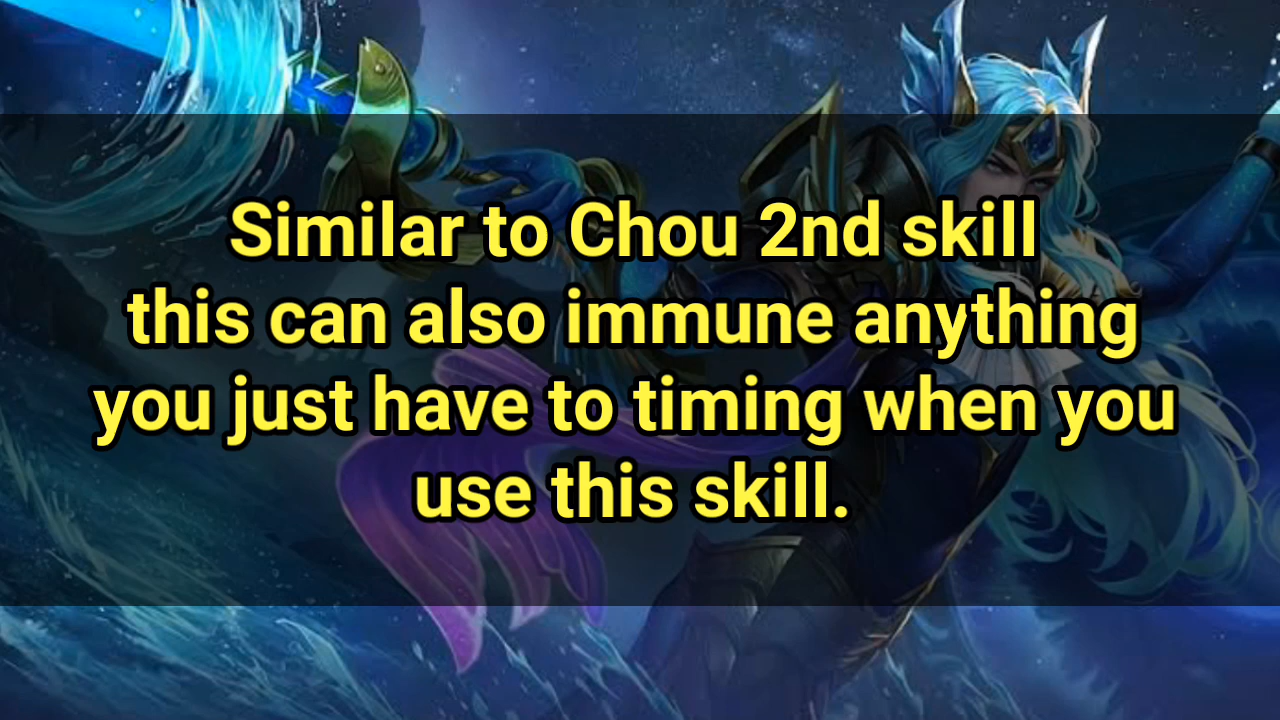 Similar to Chou 2nd skill
this can also immune anything
you just have to timing when you
use this skill.